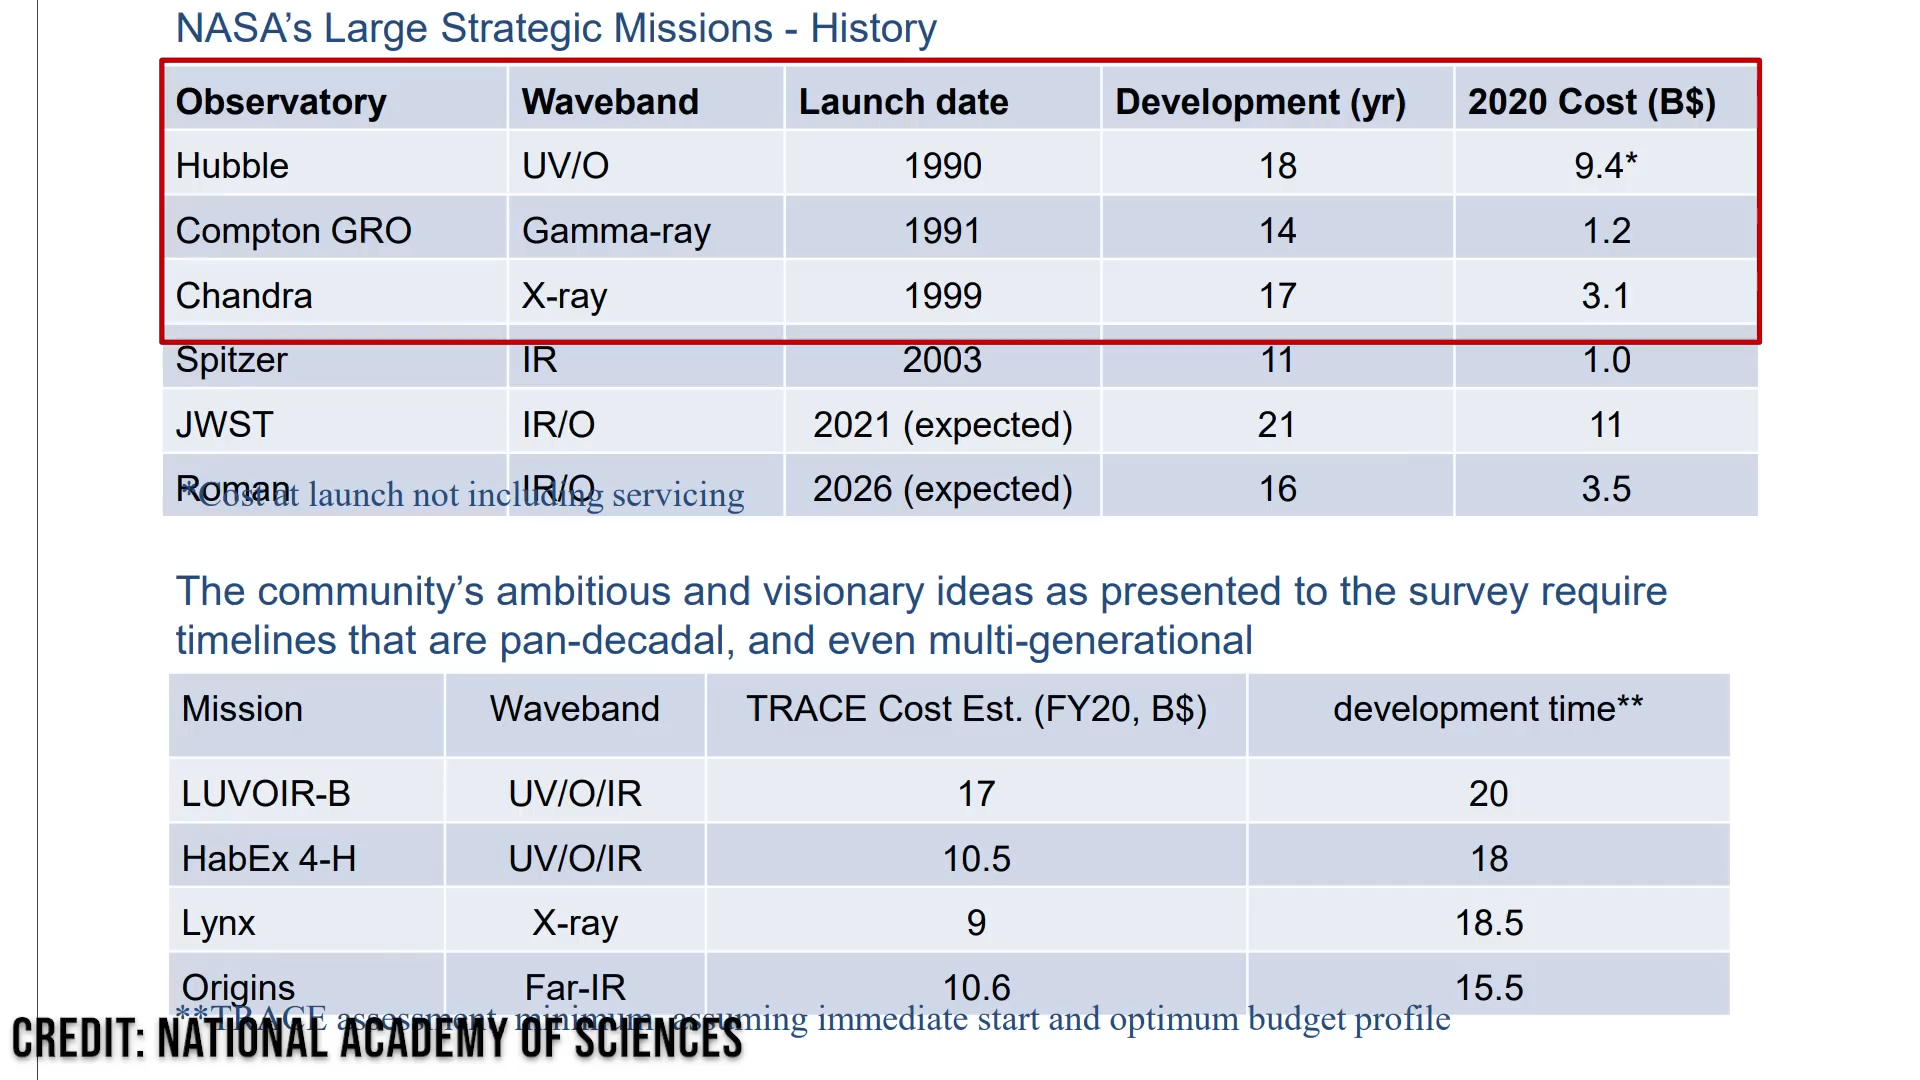 NASA’s Large Strategic Missions - History
Observatory Waveband Launch date Development (yr) 2020 Cost (B$)
Hubble UV/O 1990 18 9.4*
Compton GRO Gamma-ray 1991 14 1.2
Chandra X-ray 1999 17 3.1
Spitzer IR 2003 11 1.0
JWST IR/O 2021 (expected) 21 11
Roman IR/O 2026 (expected) 16 3.5
*Cost at launch not including servicing
The community’s ambitious and visionary ideas as presented to the survey require
timelines that are pan-decadal, and even multi-generational
Mission Waveband TRACE Cost Est. (FY20, B$) development time**
LUVOIR-B UV/O/IR 17 20
HabEx 4-H UV/O/IR 10.5 18
Lynx X-ray 9 18.5
Origins Far-IR 10.6 15.5
**TRACE assessment, minimum, assuming immediate start and optimum budget profile
CREDIT: NATIONAL ACADEMY OF SCIENCES